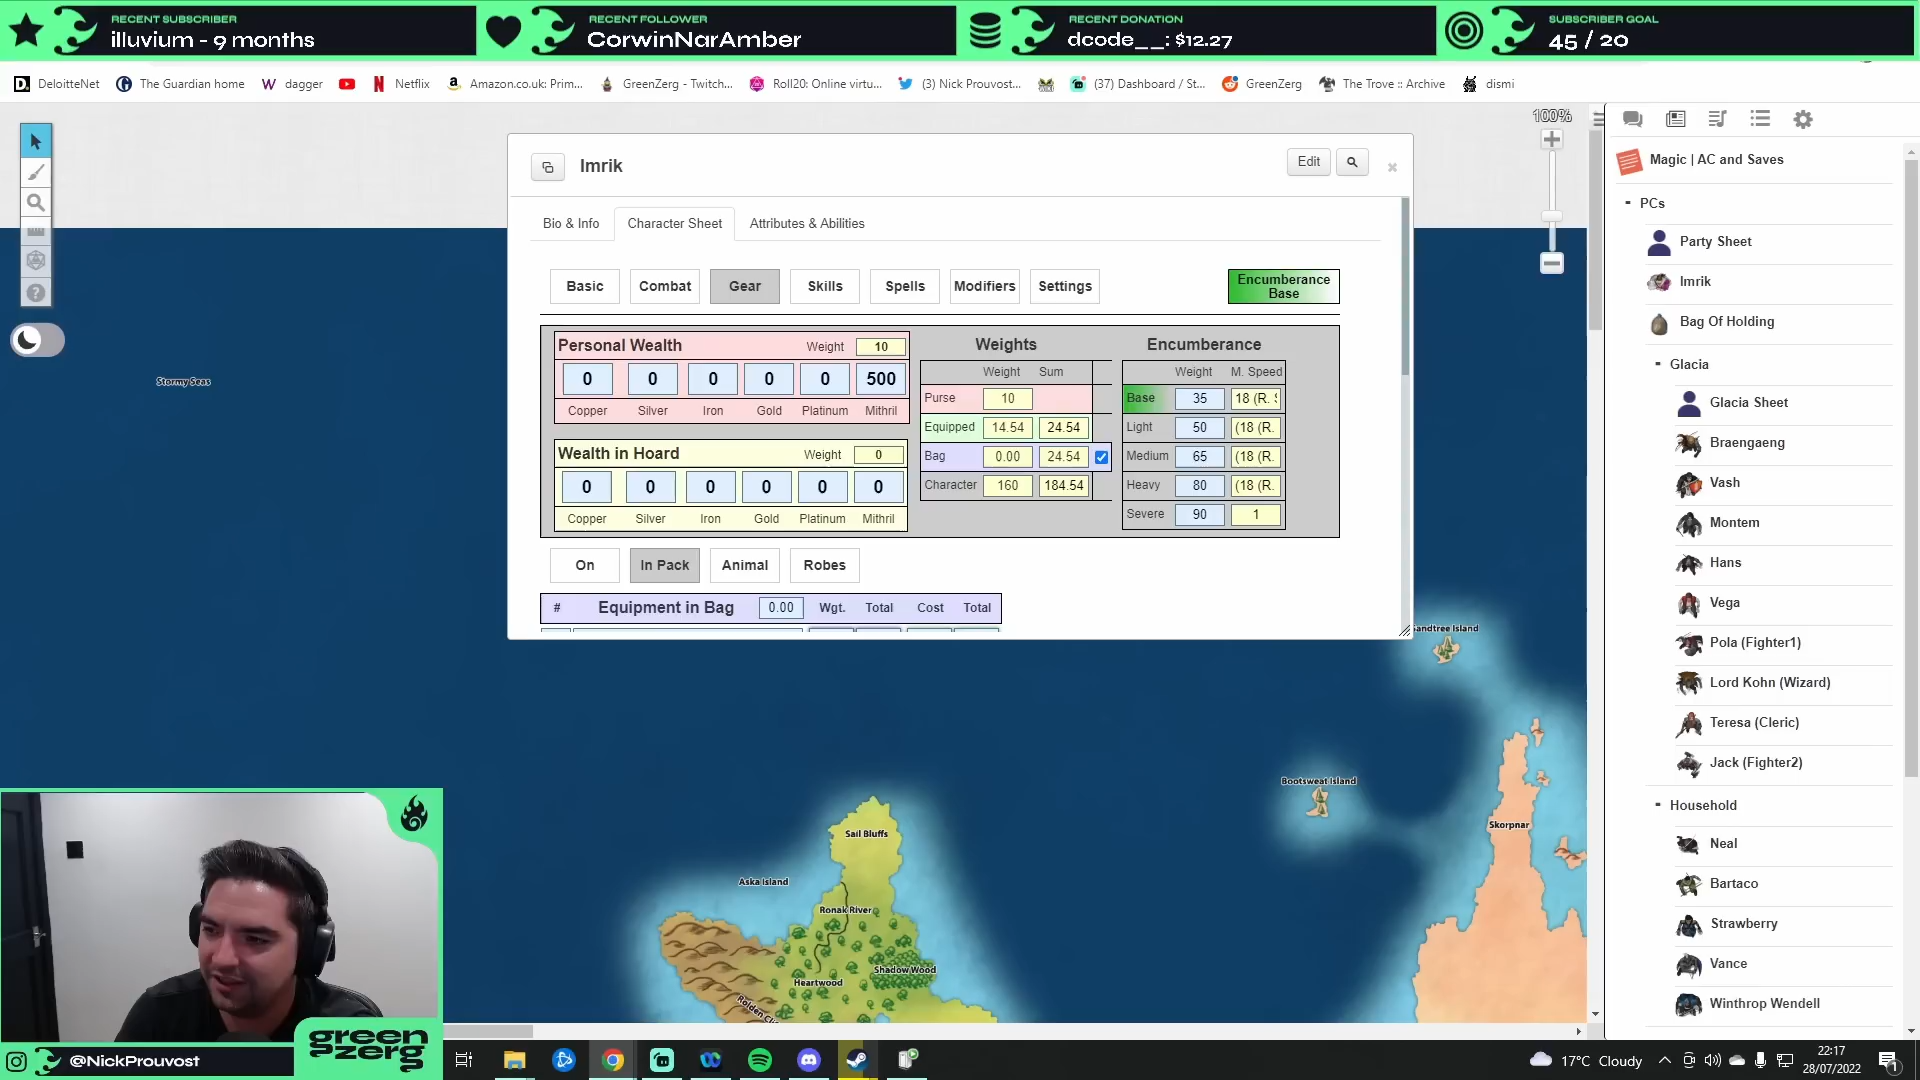 RECENT SUBSCRIBER
illuvium - 9 months
RECENT FOLLOWER
CorwinNarAmber
RECENT DONATION
dcode__: $12.27
SUBSCRIBER GOAL
45 / 20
DeloitteNet
The Guardian home
dagger
Netflix
Amazon.co.uk: Prim...
GreenZerg - Twitch...
Roll20: Online virtu...
(3) Nick Prouvost...
(37) Dashboard / St...
GreenZerg
The Trove :: Archive
dismi
100%
Imrik
Edit
Bio & Info
Character Sheet
Attributes & Abilities
Basic
Combat
Gear
Skills
Spells
Modifiers
Settings
Encumberance
Base
Personal Wealth Weight 10
0 0 0 0 0 500
Copper Silver Iron Gold Platinum Mithril
Wealth in Hoard Weight 0
0 0 0 0 0 0
Copper Silver Iron Gold Platinum Mithril
Weights
Weight Sum
Purse 10
Equipped 14.54 24.54
Bag 0.00 24.54
Character 160 184.54
Encumberance
Weight M. Speed
Base 35 18 (R.
Light 50 (18 (R.
Medium 65 (18 (R.
Heavy 80 (18 (R.
Severe 90 1
On
In Pack
Animal
Robes
# Equipment in Bag 0.00 Wgt. Total Cost Total
Stormy Seas
Sandtree Island
Bootsweat Island
Skorpnar
Sail Bluffs
Aska Island
Ronak River
Shadow Wood
Heartwood
Magic | AC and Saves
PCs
Party Sheet
Imrik
Bag Of Holding
Glacia
Glacia Sheet
Braengaeng
Vash
Montem
Hans
Vega
Pola (Fighter1)
Lord Kohn (Wizard)
Teresa (Cleric)
Jack (Fighter2)
Household
Neal
Bartaco
Strawberry
Vance
Winthrop Wendell
@NickProuvost
green
zerg
17°C Cloudy
22:17
28/07/2022
1